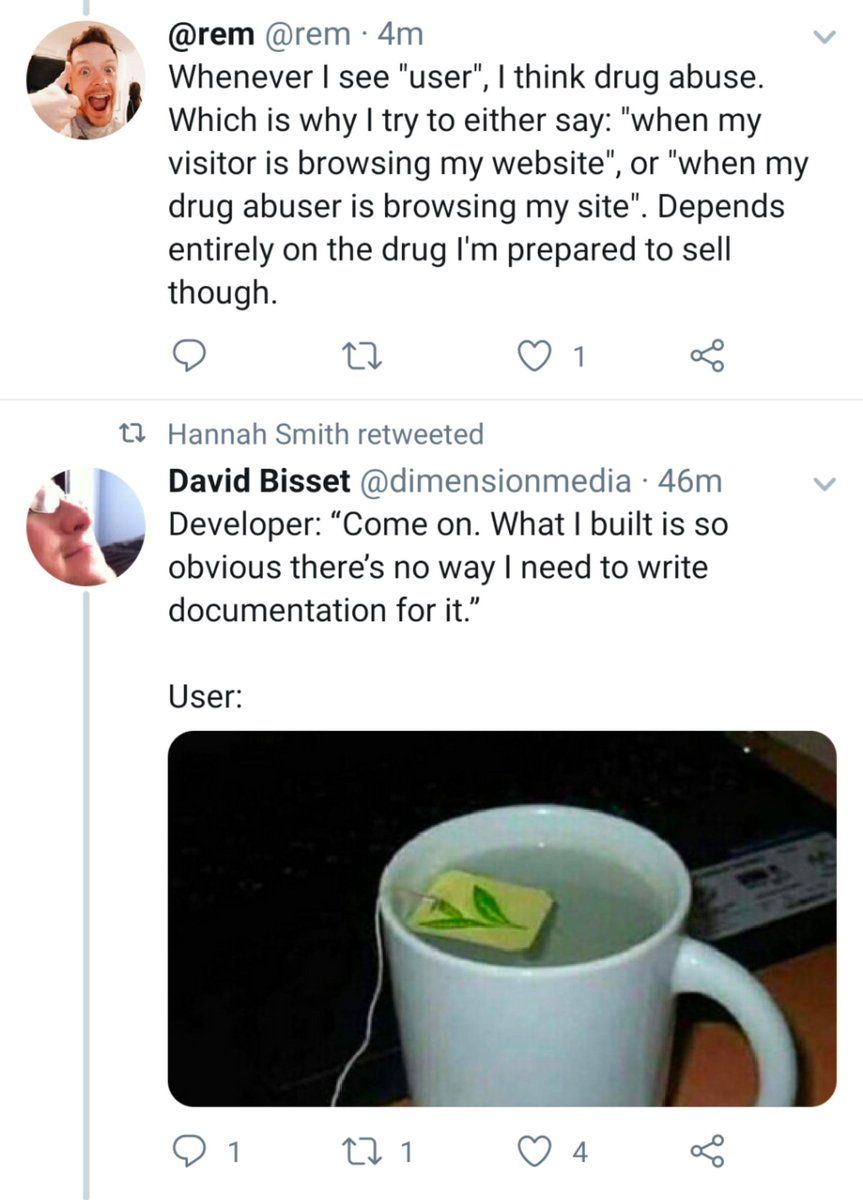 @rem @rem · 4m
Whenever I see "user", I think drug abuse.
Which is why I try to either say: "when my
visitor is browsing my website", or "when my
drug abuser is browsing my site". Depends
entirely on the drug I'm prepared to sell
though.
1
Hannah Smith retweeted
David Bisset @dimensionmedia · 46m
Developer: “Come on. What I built is so
obvious there’s no way I need to write
documentation for it.”
User:
1 1 4